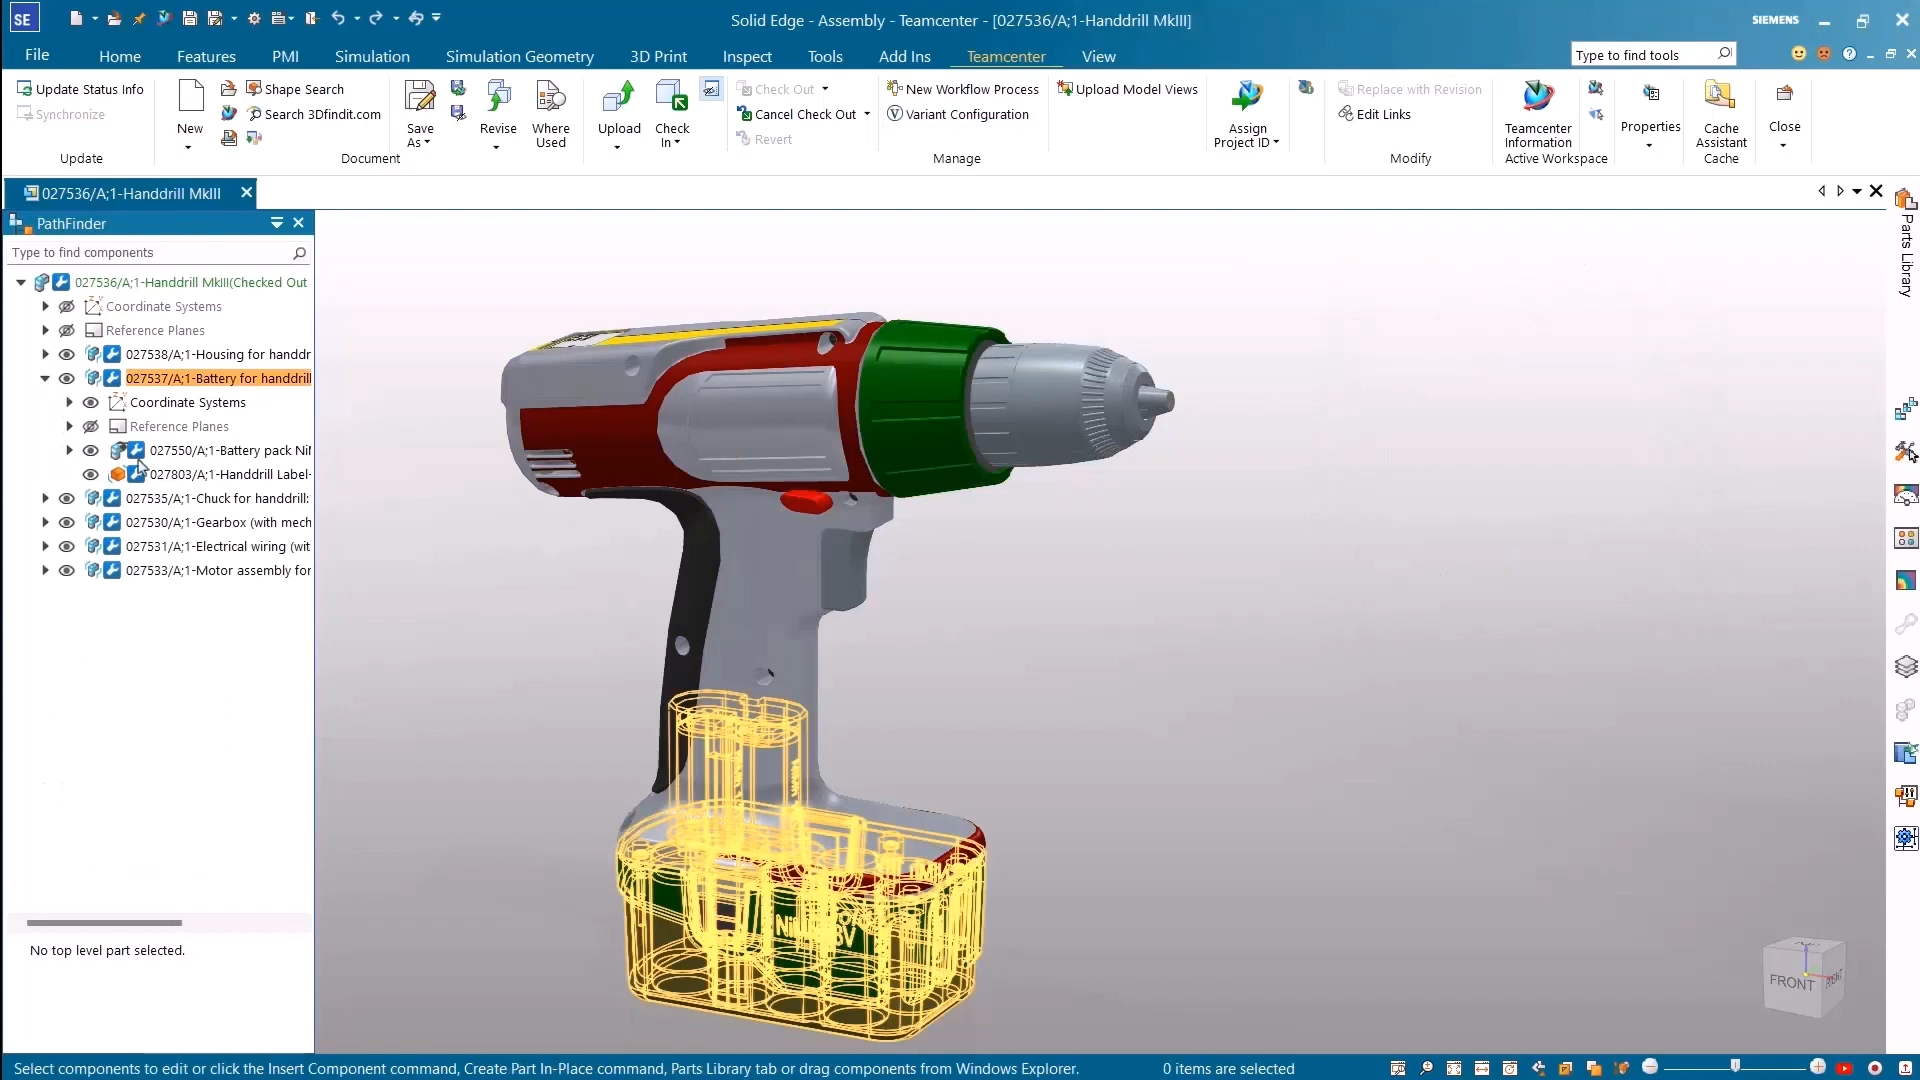 SE
Solid Edge - Assembly - Teamcenter - [027536/A;1-Handdrill MkIII]
SIEMENS
File
Home
Features
PMI
Simulation
Simulation Geometry
3D Print
Inspect
Tools
Add Ins
Teamcenter
View
Type to find tools
Update Status Info
Synchronize
Update
New
Shape Search
Search 3Dfindit.com
Save As
Revise
Where Used
Document
Upload
Check In
Check Out
Cancel Check Out
Revert
New Workflow Process
Variant Configuration
Manage
Upload Model Views
Assign Project ID
Replace with Revision
Edit Links
Modify
Teamcenter Information
Active Workspace
Properties
Cache Assistant
Cache
Close
027536/A;1-Handdrill MkIII
PathFinder
Type to find components
027536/A;1-Handdrill MkIII(Checked Out
Coordinate Systems
Reference Planes
027538/A;1-Housing for handdr
027537/A;1-Battery for handdrill
Coordinate Systems
Reference Planes
027550/A;1-Battery pack NiM
027803/A;1-Handdrill Label-
027535/A;1-Chuck for handdrill:
027530/A;1-Gearbox (with mech
027531/A;1-Electrical wiring (wit
027533/A;1-Motor assembly for
No top level part selected.
Parts Library
FRONT
RIGHT
Select components to edit or click the Insert Component command, Create Part In-Place command, Parts Library tab or drag components from Windows Explorer.
0 items are selected